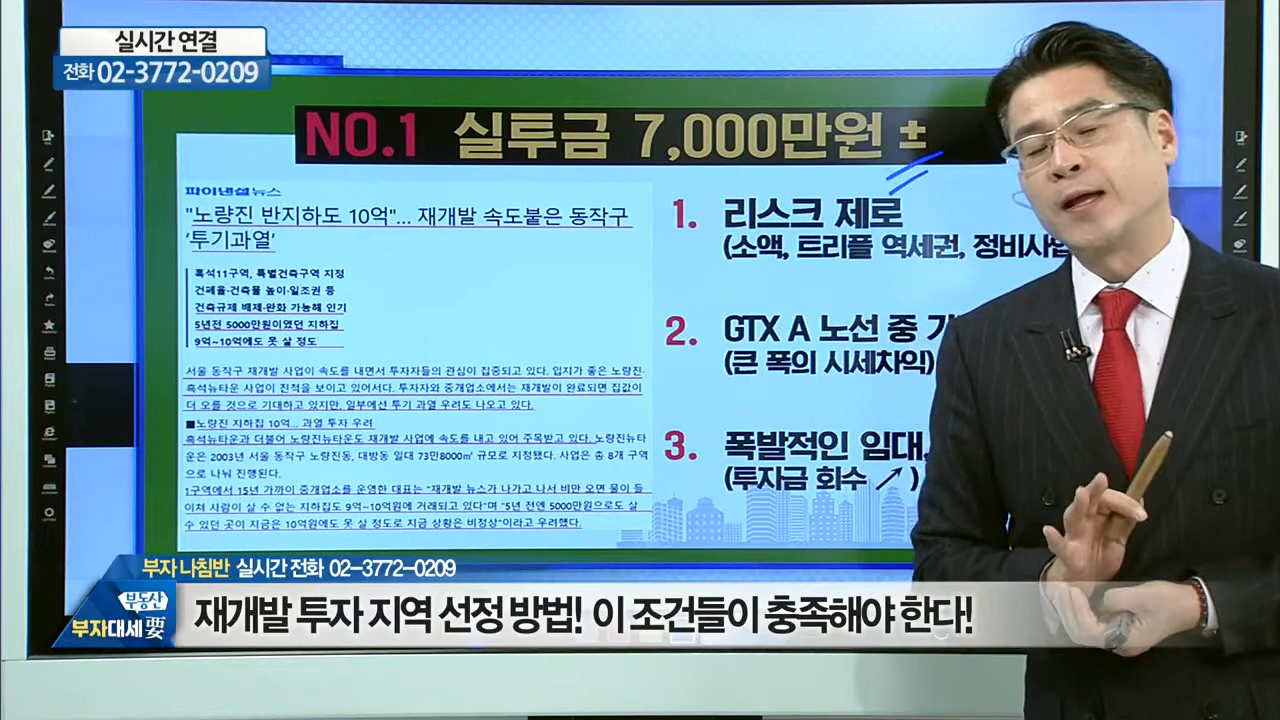 실시간 연결
전화 02-3772-0209
NO.1 실투금 7,000만원 ±
파이낸셜뉴스
"노량진 반지하도 10억"... 재개발 속도붙은 동작구
‘투기과열’
흑석11구역, 특별건축구역 지정
건폐율·건축물 높이·일조권 등
건축규제 배제·완화 가능해 인기
5년전 5000만원이였던 지하집
9억~10억에도 못 살 정도
서울 동작구 재개발 사업이 속도를 내면서 투자자들의 관심이 집중되고 있다. 입지가 좋은 노량진·
흑석뉴타운 사업이 진척을 보이고 있어서다. 투자자와 중개업소에서는 재개발이 완료되면 집값이
더 오를 것으로 기대하고 있지만, 일부에선 투기 과열 우려도 나오고 있다.
■노량진 지하집 10억... 과열 투자 우려
흑석뉴타운과 더불어 노량진뉴타운도 재개발 사업에 속도를 내고 있어 주목받고 있다. 노량진뉴타
운은 2003년 서울 동작구 노량진동, 대방동 일대 73만8000㎡ 규모로 지정됐다. 사업은 총 8개 구역
으로 나눠 진행된다.
1구역에서 15년 가까이 중개업소를 운영한 대표는 "재개발 뉴스가 나가고 나서 비만 오면 물이 들
이쳐 사람이 살 수 없는 지하집도 9억~10억원에 거래되고 있다"며 "5년 전엔 5000만원으로도 살
수 있던 곳이 지금은 10억원에도 못 살 정도로 지금 상황은 비정상"이라고 우려했다.
1. 리스크 제로
(소액, 트리플 역세권, 정비사업
2. GTX A 노선 중
(큰 폭의 시세차익)
3. 폭발적인 임대
(투자금 회수 ↗ )
부자 나침반 실시간 전화 02-3772-0209
부동산
부자대세 要
재개발 투자 지역 선정 방법! 이 조건들이 충족해야 한다!